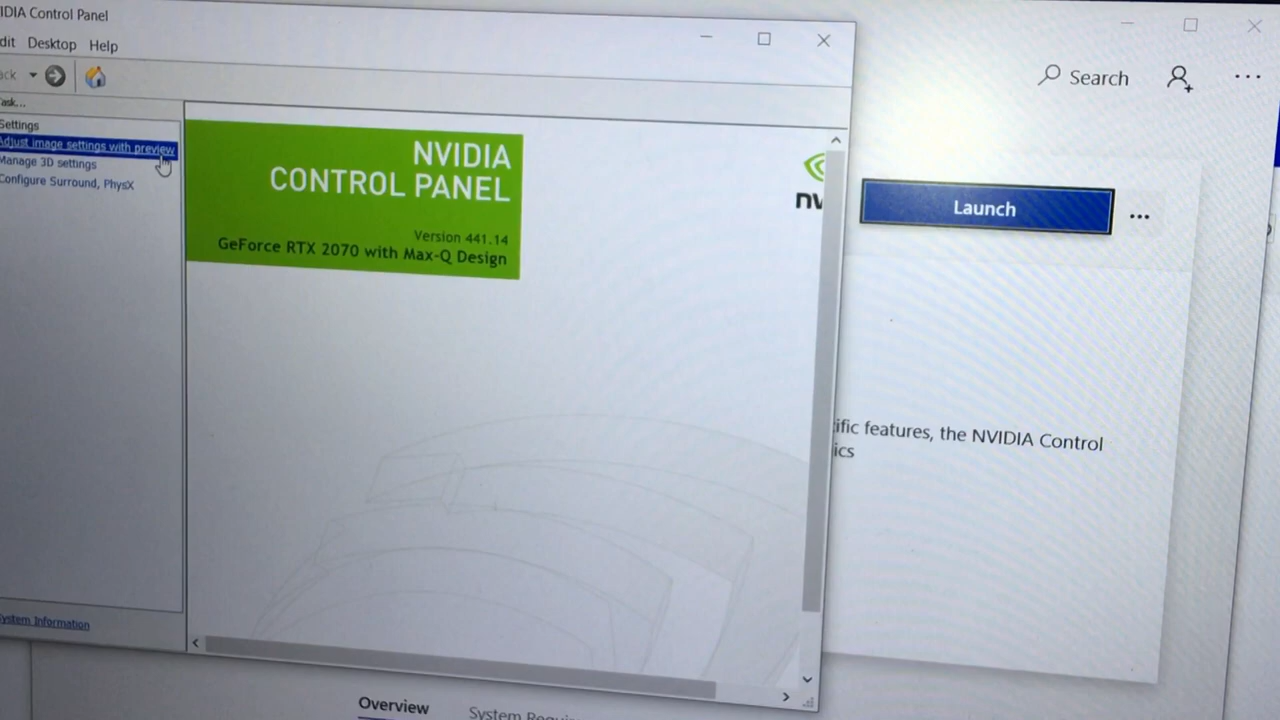 IDIA Control Panel
dit Desktop Help
Search
ack
ask...
Settings
Adjust image settings with preview
Manage 3D settings
Configure Surround, PhysX
NVIDIA
CONTROL PANEL
Version 441.14
GeForce RTX 2070 with Max-Q Design
Launch
ific features, the NVIDIA Control
ics
System Information
Overview System